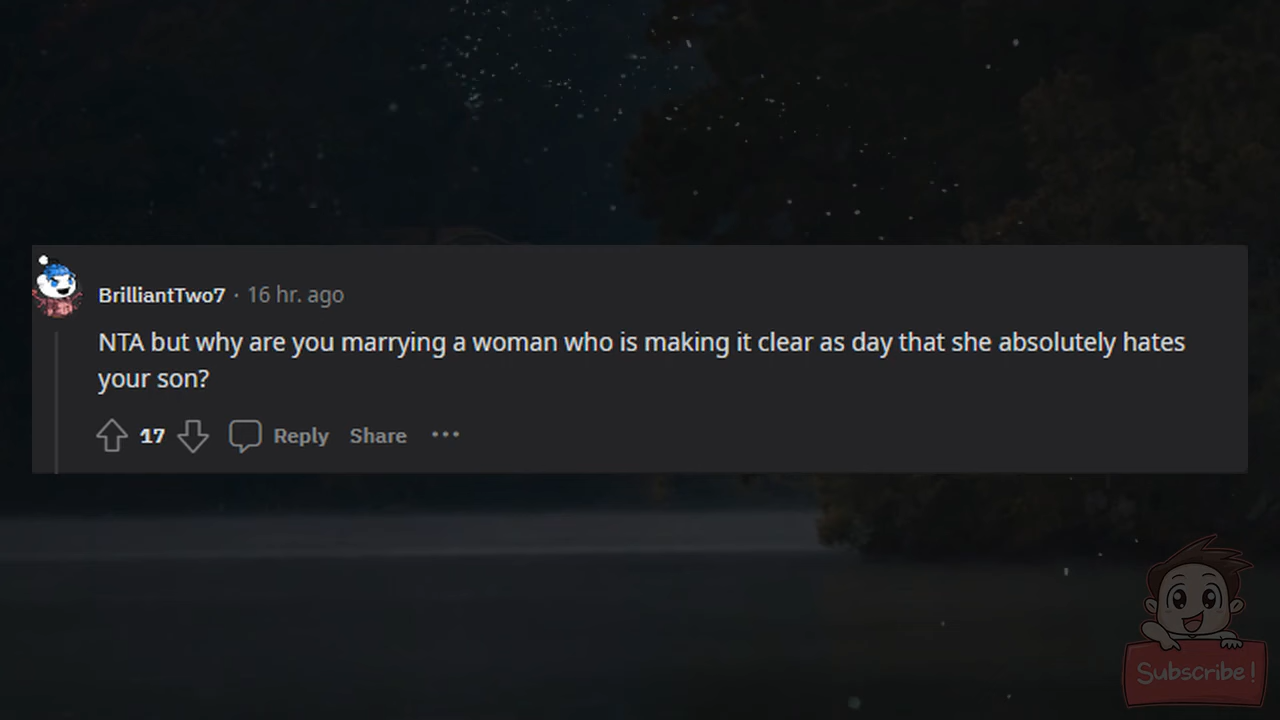 BrilliantTwo7 · 16 hr. ago
NTA but why are you marrying a woman who is making it clear as day that she absolutely hates
your son?
17 Reply Share ···
Subscribe!